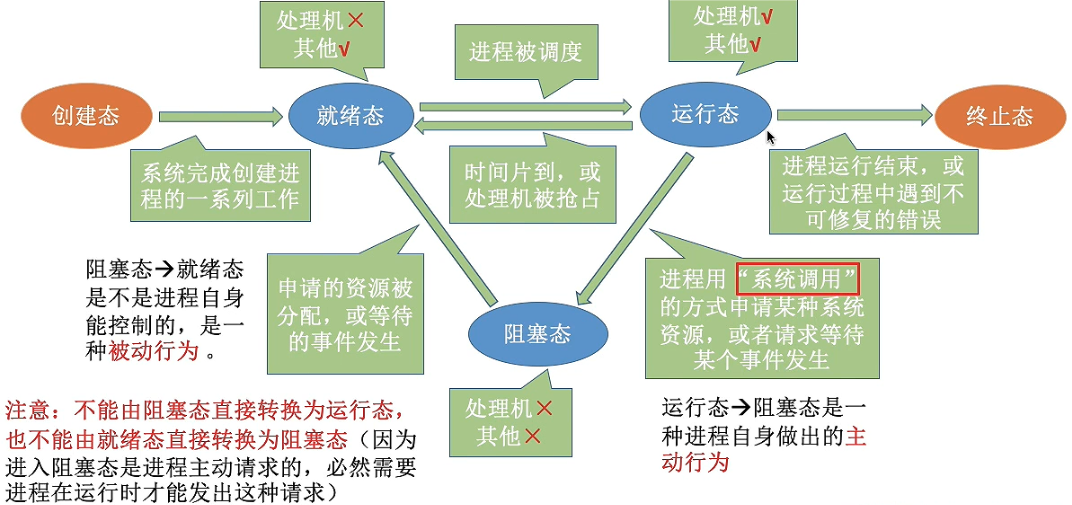 处理机×
其他√
进程被调度
处理机√
其他√
创建态
就绪态
运行态
终止态
系统完成创建进
程的一系列工作
时间片到，或
处理机被抢占
进程运行结束，或
运行过程中遇到不
可修复的错误
阻塞态→就绪态
是不是进程自身
能控制的，是一
种被动行为 。
申请的资源被
分配，或等待
的事件发生
进程用“系统调用”
的方式申请某种系统
资源，或者请求等待
某个事件发生
阻塞态
处理机×
其他×
运行态→阻塞态是一
种进程自身做出的主
动行为
注意：不能由阻塞态直接转换为运行态，
也不能由就绪态直接转换为阻塞态（因为
进入阻塞态是进程主动请求的，必然需要
进程在运行时才能发出这种请求）